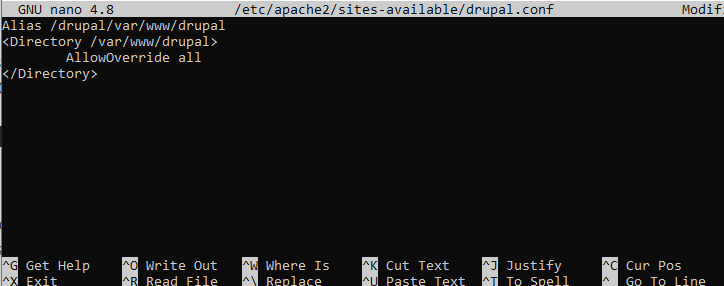 GNU nano 4.8 /etc/apache2/sites-available/drupal.conf Modifi
Alias /drupal/var/www/drupal
<Directory /var/www/drupal>
AllowOverride all
</Directory>
^G Get Help ^O Write Out ^W Where Is ^K Cut Text ^J Justify ^C Cur Pos
^X Exit ^R Read File ^\ Replace ^U Paste Text ^T To Spell ^_ Go To Line